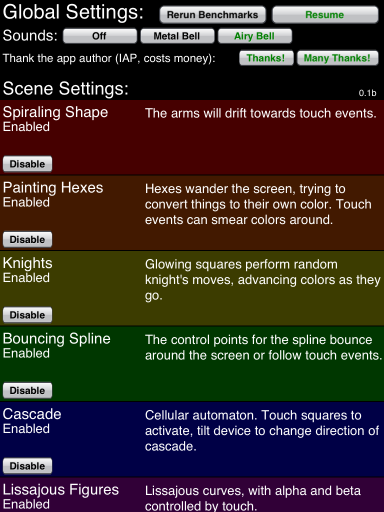 Global Settings: Rerun Benchmarks Resume
Sounds: Off Metal Bell Airy Bell
Thank the app author (IAP, costs money): Thanks! Many Thanks!
Scene Settings: 0.1b
Spiraling Shape
Enabled
The arms will drift towards touch events.
Disable
Painting Hexes
Enabled
Hexes wander the screen, trying to
convert things to their own color. Touch
events can smear colors around.
Disable
Knights
Enabled
Glowing squares perform random
knight's moves, advancing colors as they
go.
Disable
Bouncing Spline
Enabled
The control points for the spline bounce
around the screen or follow touch events.
Disable
Cascade
Enabled
Cellular automaton. Touch squares to
activate, tilt device to change direction of
cascade.
Disable
Lissajous Figures
Enabled
Lissajous curves, with alpha and beta
controlled by touch.